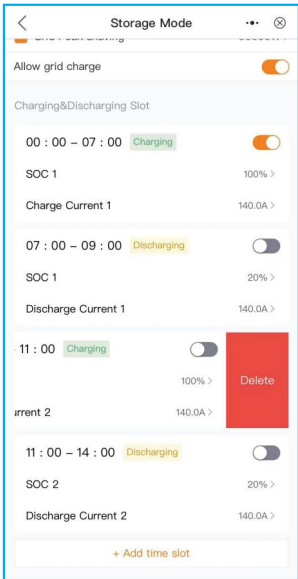 Storage Mode
Allow grid charge
Charging&Discharging Slot
00 : 00 – 07 : 00 Charging
SOC 1 100% >
Charge Current 1 140.0A >
07 : 00 – 09 : 00 Discharging
SOC 1 20% >
Discharge Current 1 140.0A >
11 : 00 Charging
100% > Delete
urrent 2 140.0A >
11 : 00 – 14 : 00 Discharging
SOC 2 20% >
Discharge Current 2 140.0A >
+ Add time slot